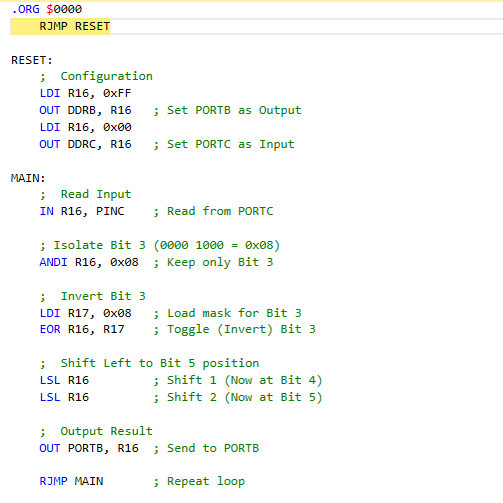 .ORG $0000
RJMP RESET
RESET:
; Configuration
LDI R16, 0xFF
OUT DDRB, R16 ; Set PORTB as Output
LDI R16, 0x00
OUT DDRC, R16 ; Set PORTC as Input
MAIN:
; Read Input
IN R16, PINC ; Read from PORTC
; Isolate Bit 3 (0000 1000 = 0x08)
ANDI R16, 0x08 ; Keep only Bit 3
; Invert Bit 3
LDI R17, 0x08 ; Load mask for Bit 3
EOR R16, R17 ; Toggle (Invert) Bit 3
; Shift Left to Bit 5 position
LSL R16 ; Shift 1 (Now at Bit 4)
LSL R16 ; Shift 2 (Now at Bit 5)
; Output Result
OUT PORTB, R16 ; Send to PORTB
RJMP MAIN ; Repeat loop